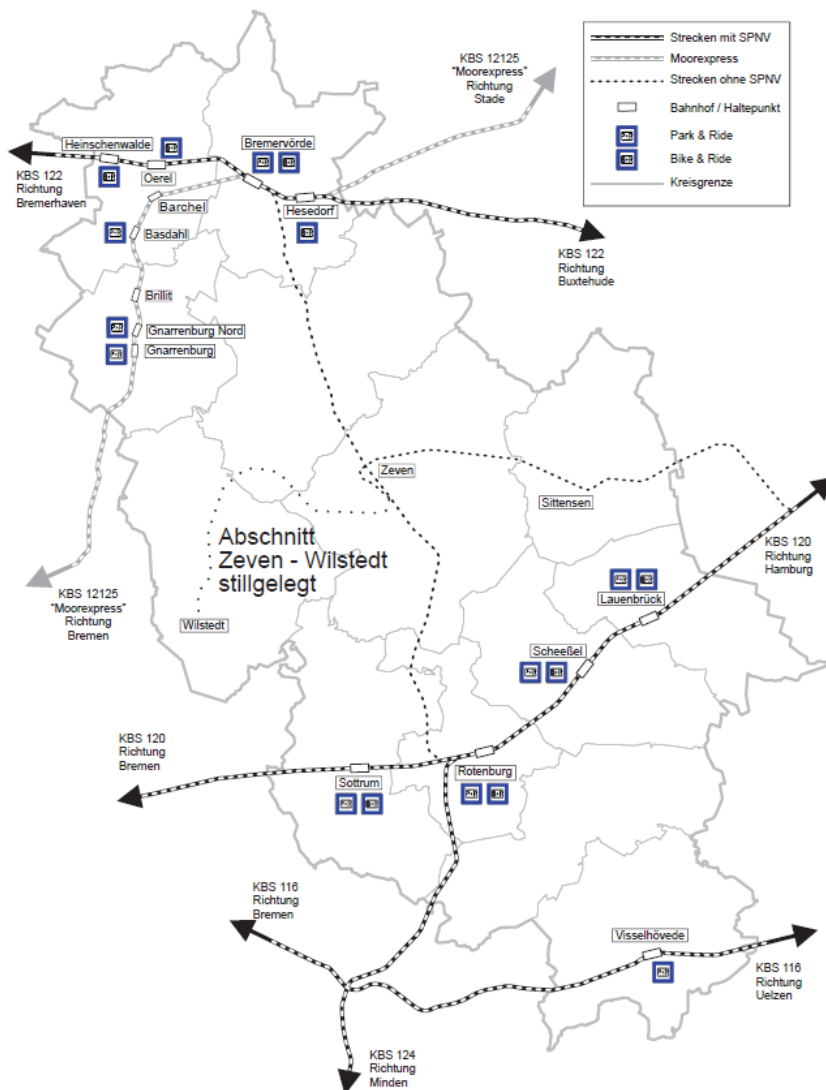 KBS 12125
"Moorexpress"
Richtung
Stade
Strecken mit SPNV
Moorexpress
Strecken ohne SPNV
Bahnhof / Haltepunkt
Park & Ride
Bike & Ride
Kreisgrenze
Heinschenwalde
Bremervörde
Oerel
KBS 122
Richtung
Bremerhaven
Barchel
Hesedorf
Basdahl
KBS 122
Richtung
Buxtehude
Brillit
Gnarrenburg Nord
Gnarrenburg
Zeven
Sittensen
Abschnitt
Zeven - Wilstedt
stillgelegt
KBS 120
Richtung
Hamburg
KBS 12125
"Moorexpress"
Richtung
Bremen
Wilstedt
Lauenbrück
Scheeßel
KBS 120
Richtung
Bremen
Sottrum
Rotenburg
KBS 116
Richtung
Bremen
Visselhövede
KBS 116
Richtung
Uelzen
KBS 124
Richtung
Minden